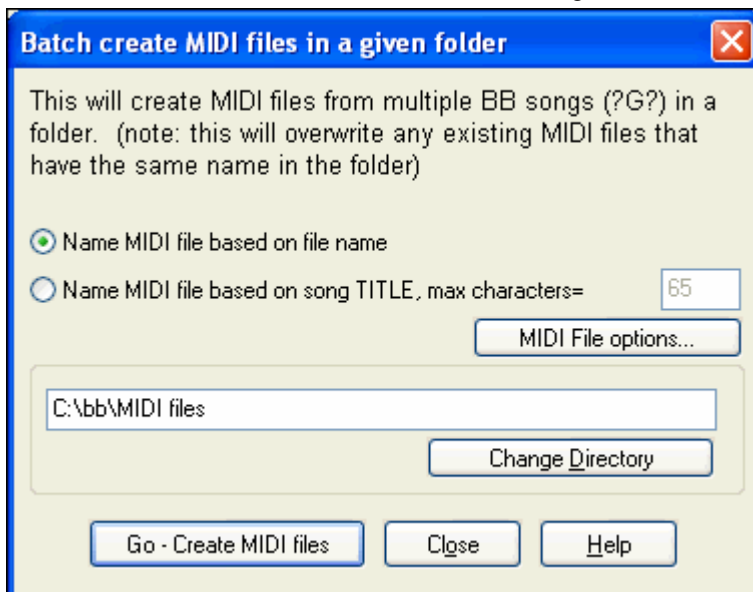 Batch create MIDI files in a given folder
This will create MIDI files from multiple BB songs (?G?) in a
folder. (note: this will overwrite any existing MIDI files that
have the same name in the folder)
Name MIDI file based on file name
Name MIDI file based on song TITLE, max characters= 65
MIDI File options...
C:\bb\MIDI files
Change Directory
Go - Create MIDI files Close Help